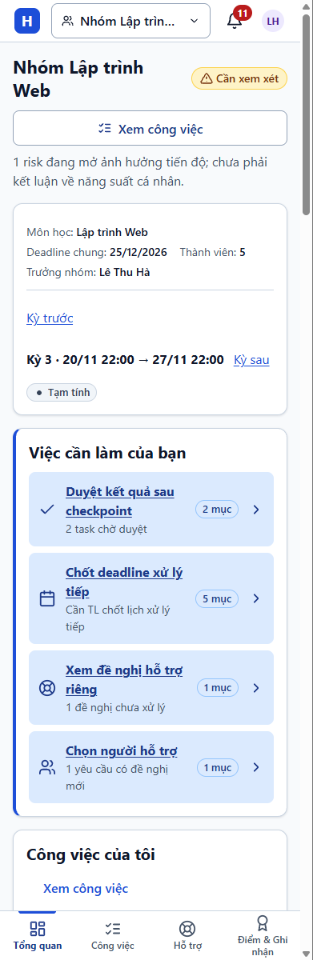 H
Nhóm Lập trìn...
11
LH
Nhóm Lập trình
Web
Cần xem xét
Xem công việc
1 risk đang mở ảnh hưởng tiến độ; chưa phải
kết luận về năng suất cá nhân.
Môn học: Lập trình Web
Deadline chung: 25/12/2026 Thành viên: 5
Trưởng nhóm: Lê Thu Hà
Kỳ trước
Kỳ 3 · 20/11 22:00 → 27/11 22:00 Kỳ sau
Tạm tính
Việc cần làm của bạn
Duyệt kết quả sau
checkpoint
2 task chờ duyệt
2 mục
Chốt deadline xử lý
tiếp
Cần TL chốt lịch xử lý
tiếp
5 mục
Xem đề nghị hỗ trợ
riêng
1 đề nghị chưa xử lý
1 mục
Chọn người hỗ trợ
1 yêu cầu có đề nghị
mới
1 mục
Công việc của tôi
Xem công việc
Tổng quan
Công việc
Hỗ trợ
Điểm & Ghi
nhận